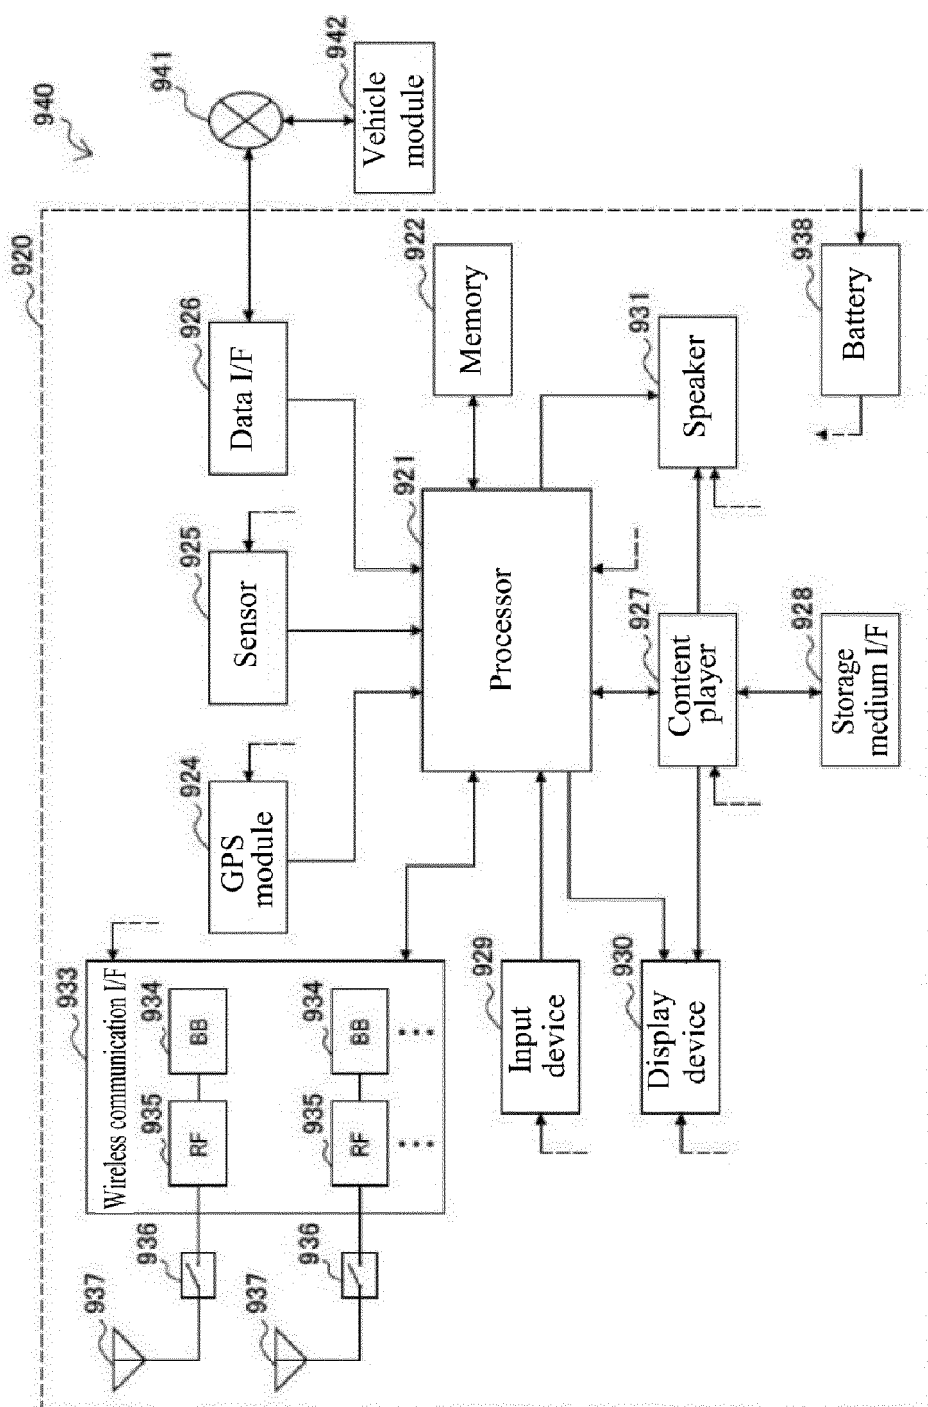 940
920
933
Wireless communication I/F
937
936
935
RF
934
BB
937
936
935
RF
934
BB
924
GPS
module
925
Sensor
926
Data I/F
941
942
Vehicle
module
921
Processor
922
Memory
929
Input
device
930
Display
device
927
Content
player
931
Speaker
928
Storage
medium I/F
938
Battery